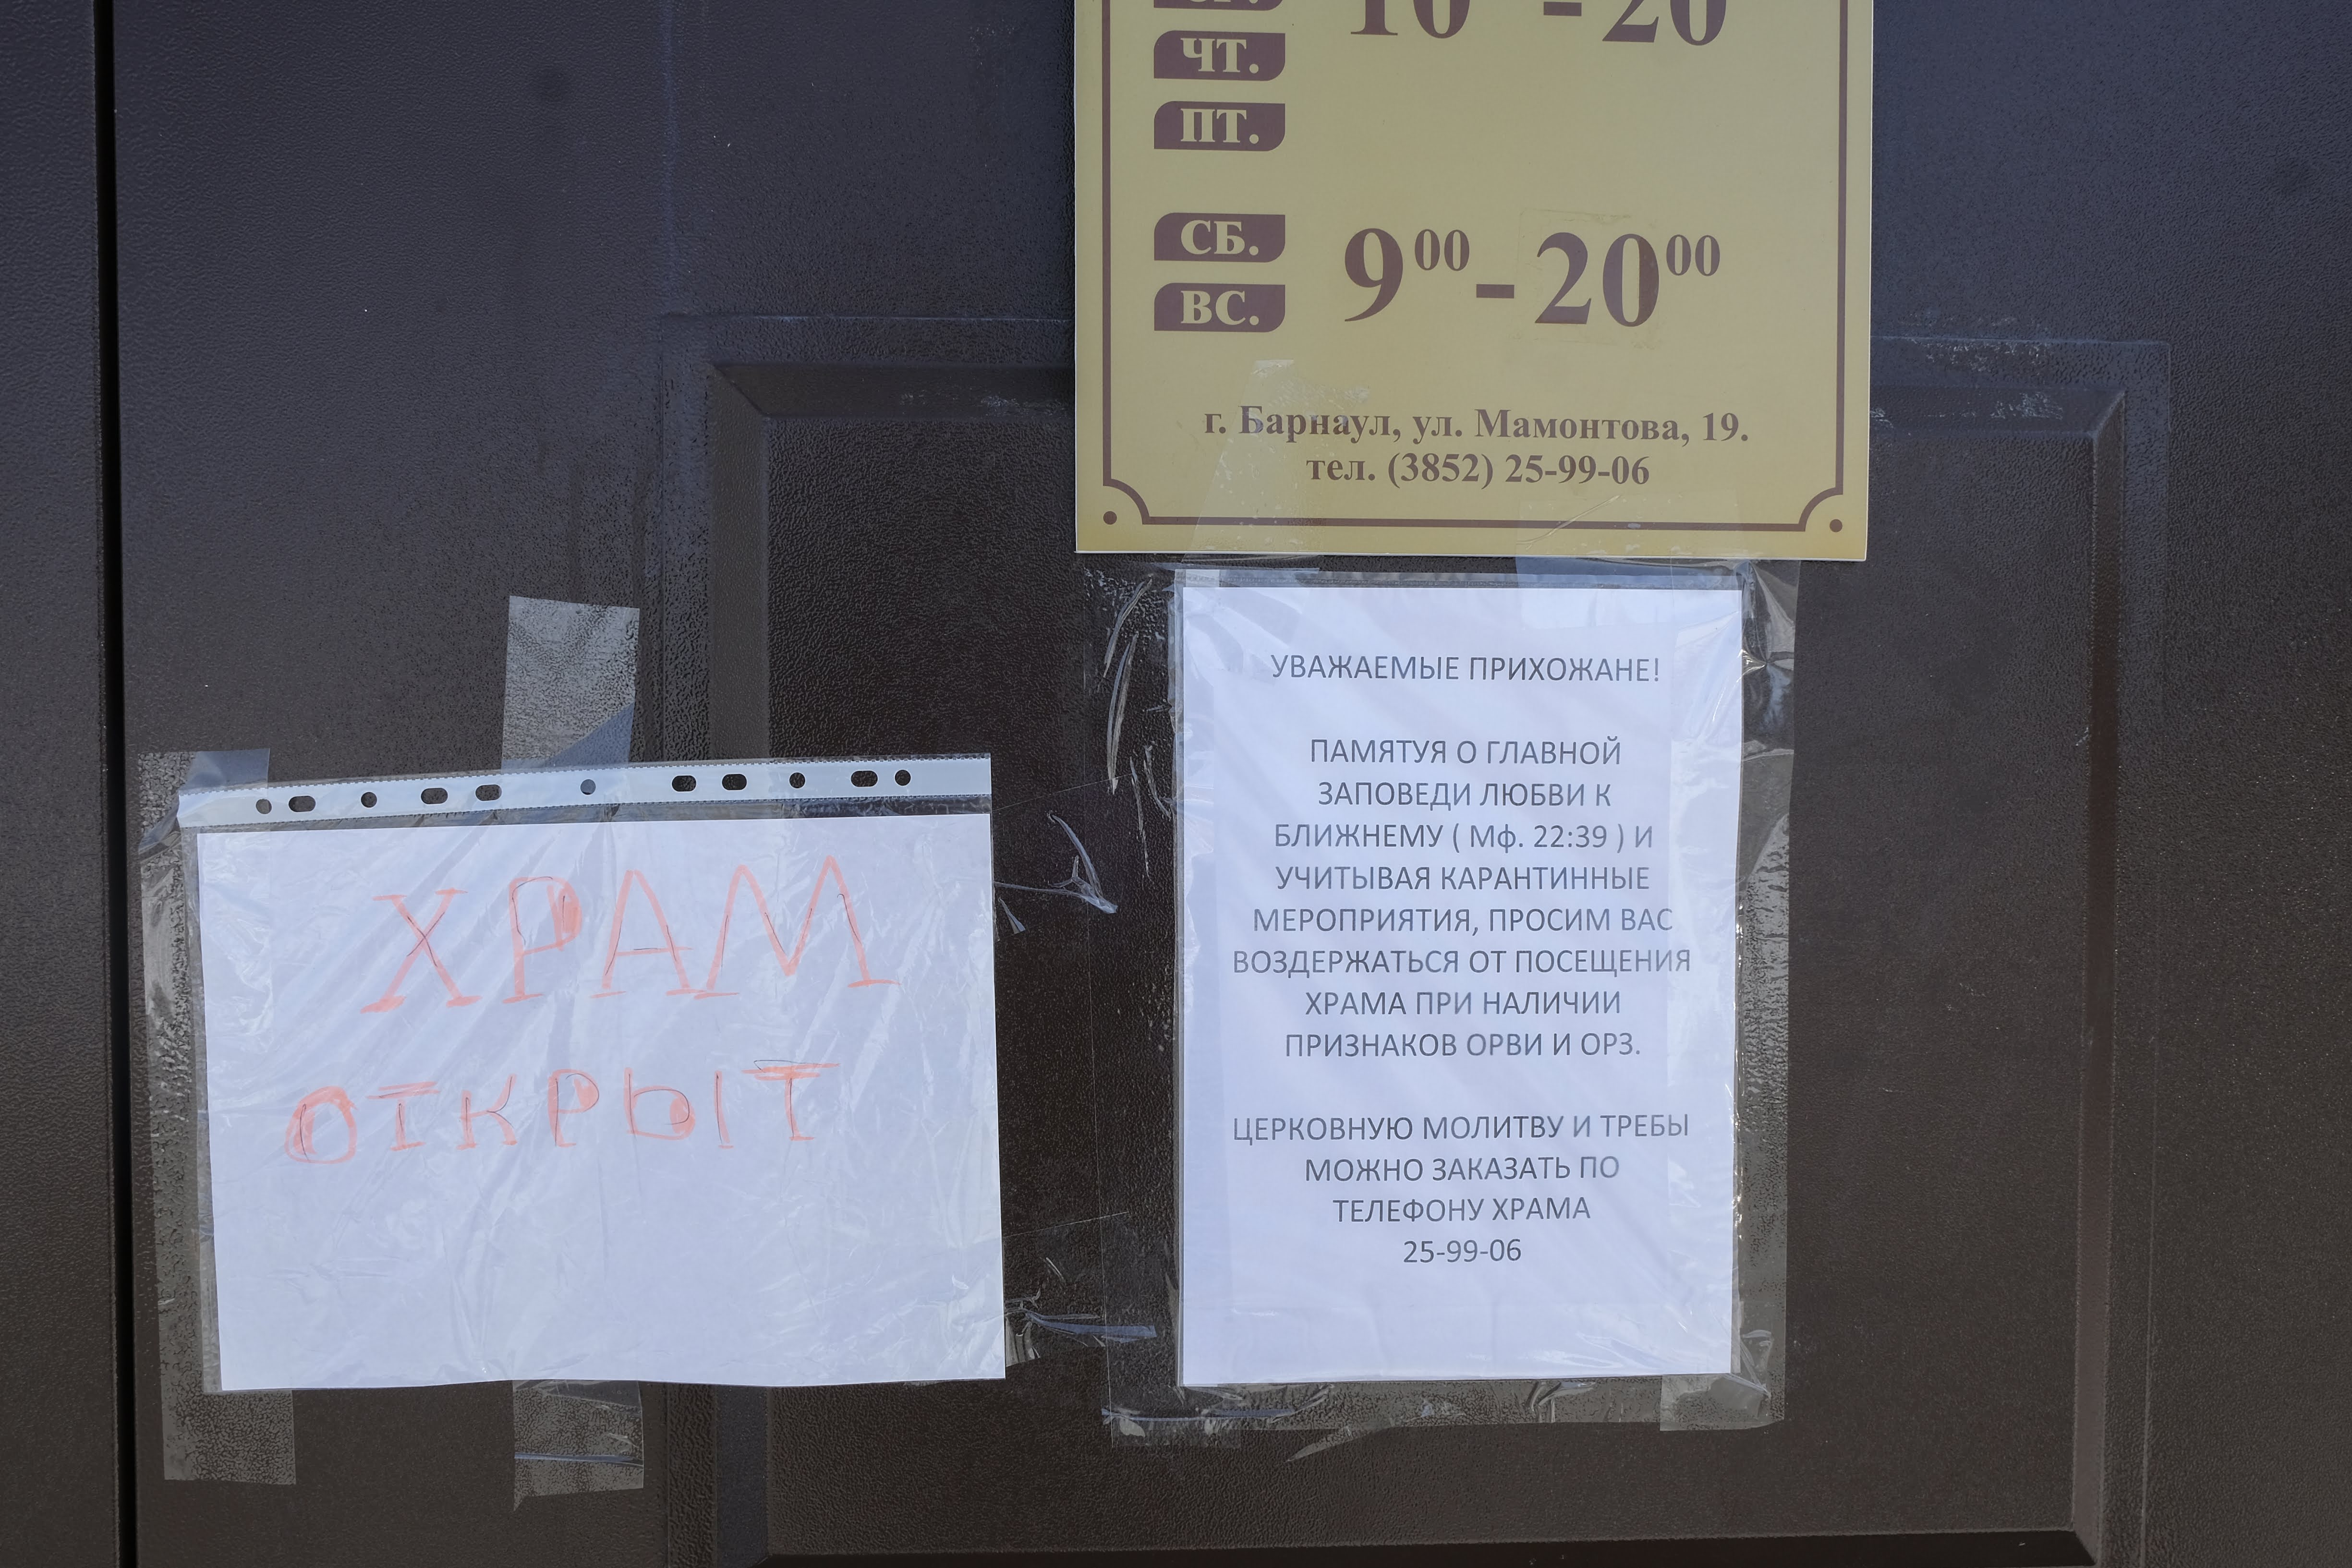 ЧТ.
ПТ.
СБ.
ВС.
9⁰⁰-20⁰⁰
г. Барнаул, ул. Мамонтова, 19.
тел. (3852) 25-99-06
ХРАМ
ОТКРЫТ
УВАЖАЕМЫЕ ПРИХОЖАНЕ!
ПАМЯТУЯ О ГЛАВНОЙ
ЗАПОВЕДИ ЛЮБВИ К
БЛИЖНЕМУ ( Мф. 22:39 ) И
УЧИТЫВАЯ КАРАНТИННЫЕ
МЕРОПРИЯТИЯ, ПРОСИМ ВАС
ВОЗДЕРЖАТЬСЯ ОТ ПОСЕЩЕНИЯ
ХРАМА ПРИ НАЛИЧИИ
ПРИЗНАКОВ ОРВИ И ОРЗ.
ЦЕРКОВНУЮ МОЛИТВУ И ТРЕБЫ
МОЖНО ЗАКАЗАТЬ ПО
ТЕЛЕФОНУ ХРАМА
25-99-06